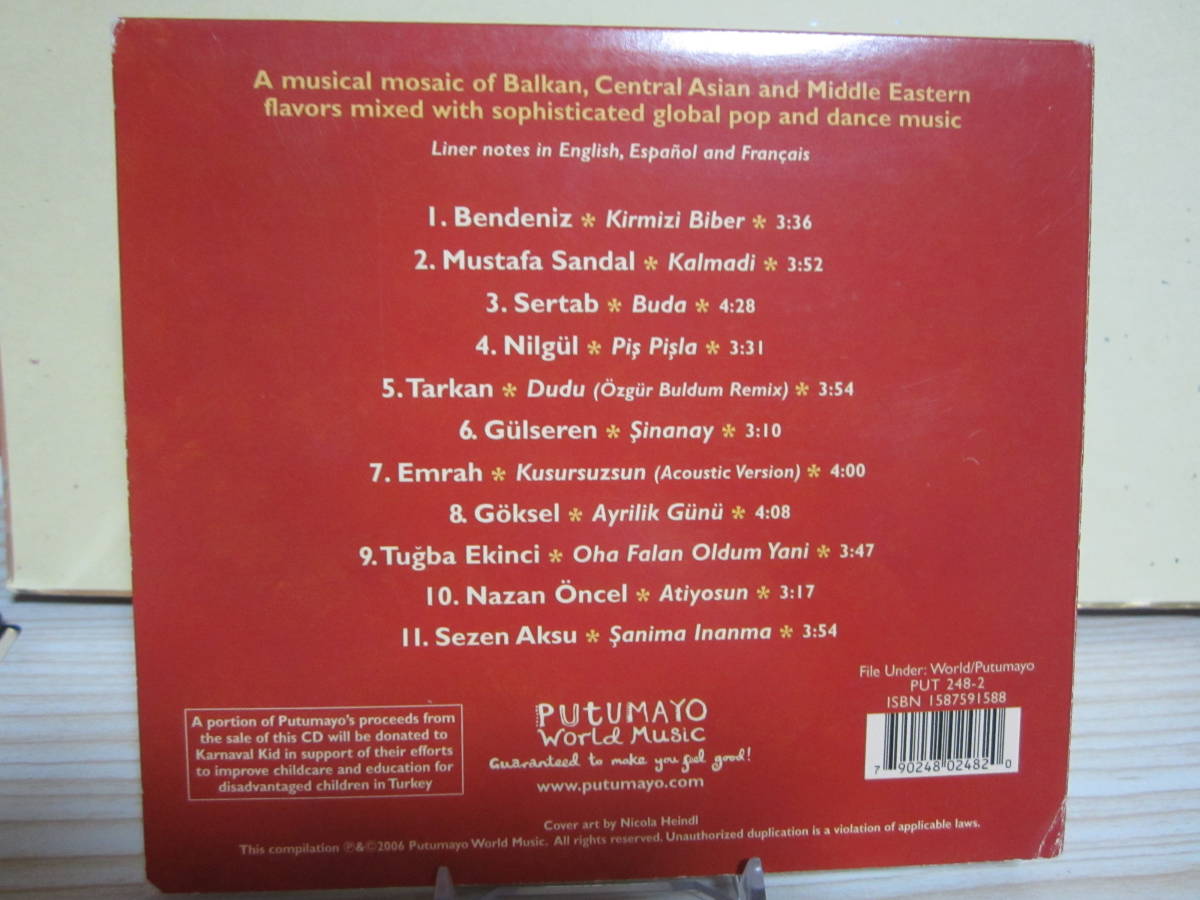 A musical mosaic of Balkan, Central Asian and Middle Eastern
flavors mixed with sophisticated global pop and dance music
Liner notes in English, Español and Français
1. Bendeniz * Kirmizi Biber * 3:36
2. Mustafa Sandal * Kalmadi * 3:52
3. Sertab * Buda * 4:28
4. Nilgül * Piş Pişla * 3:31
5. Tarkan * Dudu (Özgür Buldum Remix) * 3:54
6. Gülseren * Şinanay * 3:10
7. Emrah * Kusursuzsun (Acoustic Version) * 4:00
8. Göksel * Ayrilik Günü * 4:08
9. Tuğba Ekinci * Oha Falan Oldum Yani * 3:47
10. Nazan Öncel * Atiyosun * 3:17
11. Sezen Aksu * Şanima Inanma * 3:54
File Under: World/Putumayo
PUT 248-2
ISBN 1587591588
7 90248 02482 0
A portion of Putumayo's proceeds from
the sale of this CD will be donated to
Karnaval Kid in support of their efforts
to improve childcare and education for
disadvantaged children in Turkey
PUTUMAYO
World Music
Guaranteed to make you feel good!
www.putumayo.com
Cover art by Nicola Heindl
This compilation ℗&©2006 Putumayo World Music. All rights reserved. Unauthorized duplication is a violation of applicable laws.